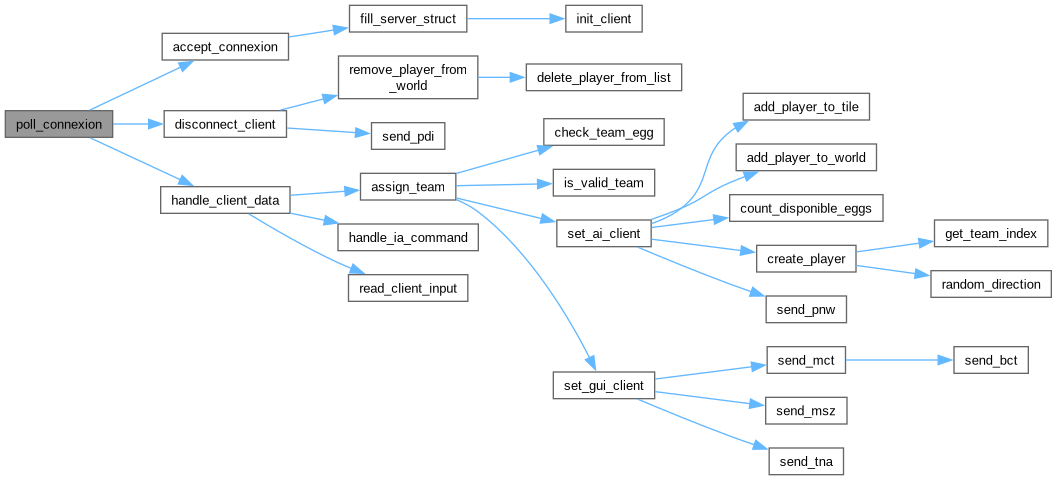 poll_connexion
accept_connexion
fill_server_struct
init_client
disconnect_client
remove_player_from
_world
delete_player_from_list
send_pdi
handle_client_data
assign_team
check_team_egg
is_valid_team
set_ai_client
add_player_to_tile
add_player_to_world
count_disponible_eggs
create_player
get_team_index
random_direction
send_pnw
set_gui_client
send_mct
send_bct
send_msz
send_tna
handle_ia_command
read_client_input